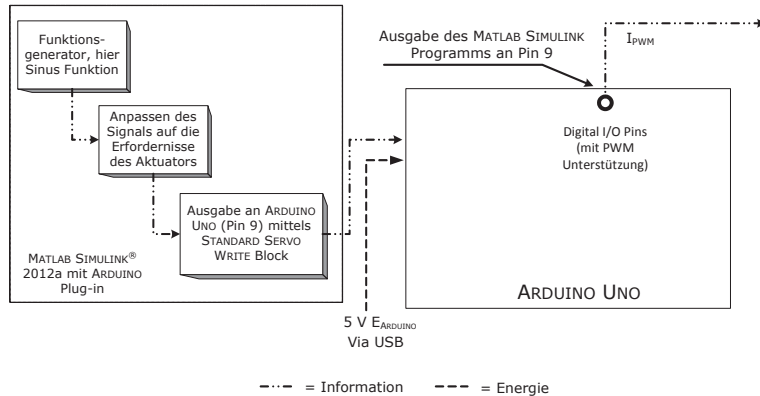 Funktions-
generator, hier
Sinus Funktion
Anpassen des
Signals auf die
Erfordernisse
des Aktuators
Ausgabe an ARDUINO
UNO (Pin 9) mittels
STANDARD SERVO
WRITE Block
MATLAB SIMULINK®
2012a mit ARDUINO
Plug-in
Ausgabe des MATLAB SIMULINK
Programms an Pin 9
I_PWM
Digital I/O Pins
(mit PWM
Unterstützung)
ARDUINO UNO
5 V E_ARDUINO
Via USB
= Information
= Energie